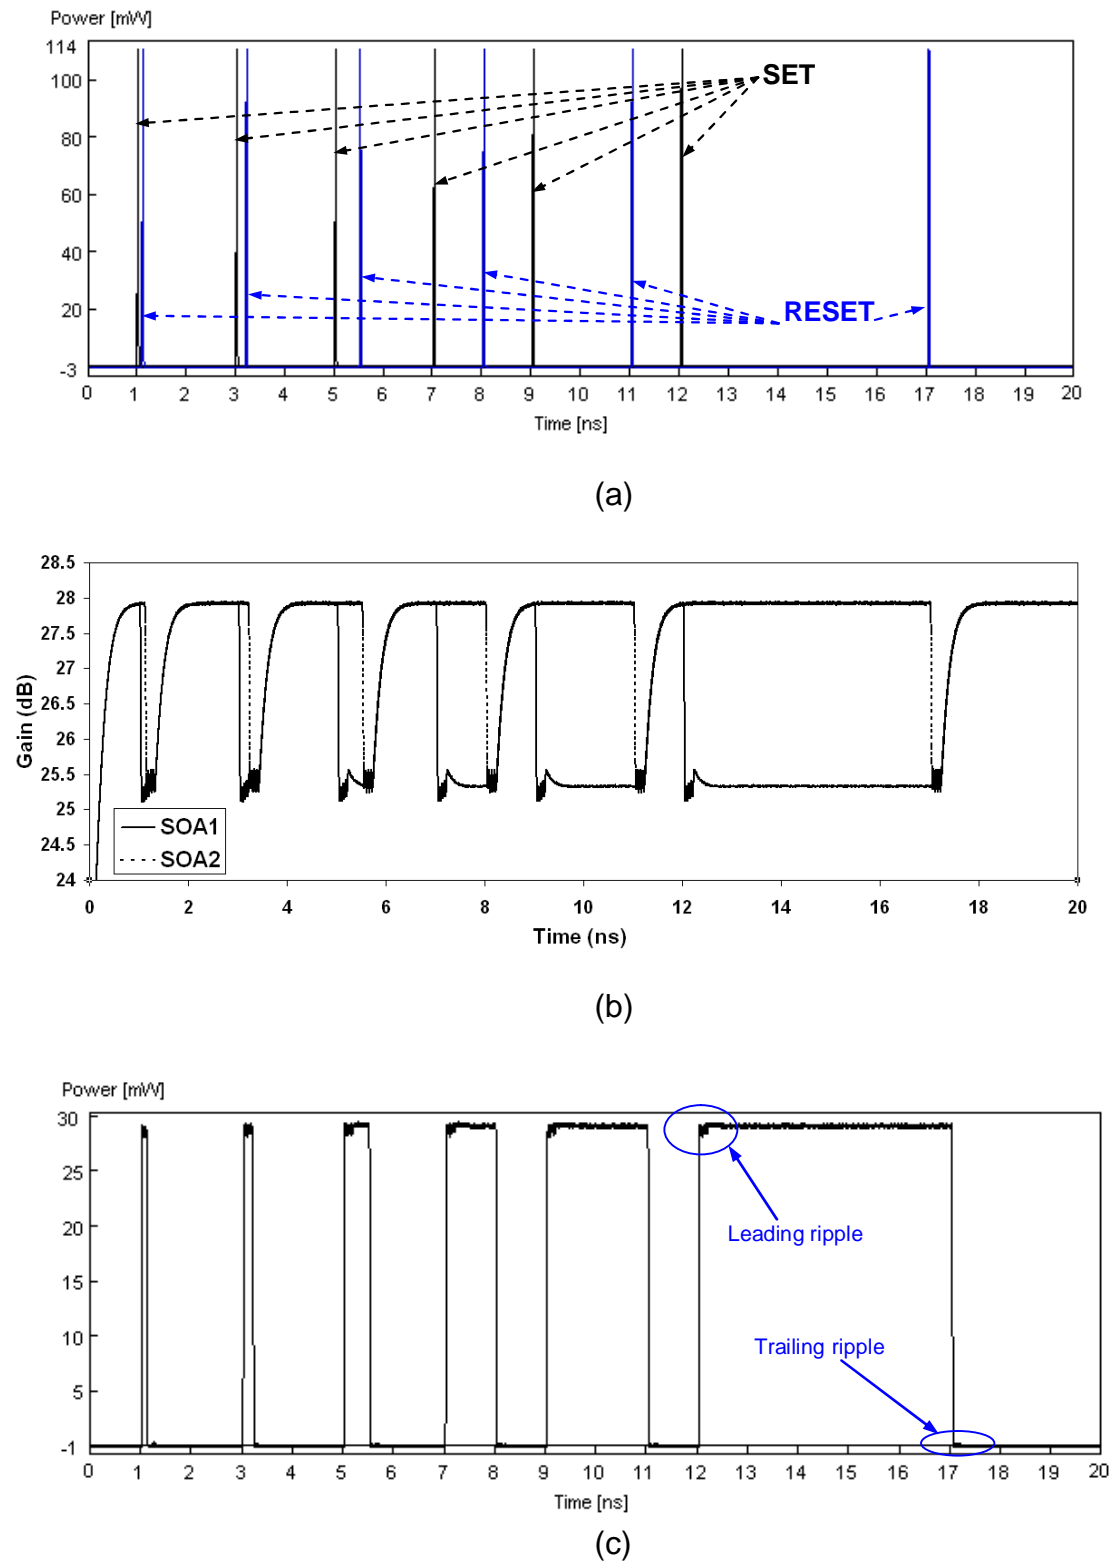 Power [mW]
114
100
80
60
40
20
-3
SET
RESET
0 1 2 3 4 5 6 7 8 9 10 11 12 13 14 15 16 17 18 19 20
Time [ns]
(a)
28.5
28
27.5
27
26.5
26
25.5
25
24.5
24
Gain (dB)
SOA1
SOA2
0 2 4 6 8 10 12 14 16 18 20
Time (ns)
(b)
Power [mW]
30
25
20
15
10
5
-1
Leading ripple
Trailing ripple
0 1 2 3 4 5 6 7 8 9 10 11 12 13 14 15 16 17 18 19 20
Time [ns]
(c)